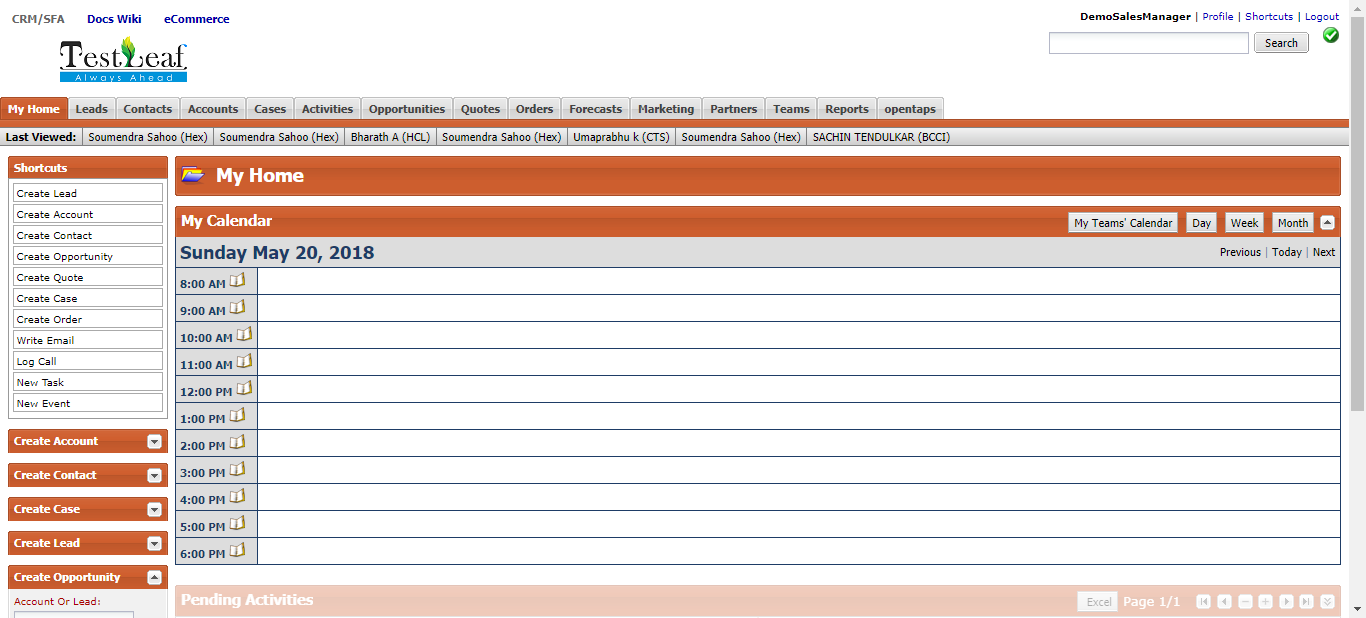 CRM/SFA Docs Wiki eCommerce
DemoSalesManager | Profile | Shortcuts | Logout
Search
TestLeaf
Always Ahead
My Home Leads Contacts Accounts Cases Activities Opportunities Quotes Orders Forecasts Marketing Partners Teams Reports opentaps
Last Viewed: Soumendra Sahoo (Hex) Soumendra Sahoo (Hex) Bharath A (HCL) Soumendra Sahoo (Hex) Umaprabhu k (CTS) Soumendra Sahoo (Hex) SACHIN TENDULKAR (BCCI)
Shortcuts
Create Lead
Create Account
Create Contact
Create Opportunity
Create Quote
Create Case
Create Order
Write Email
Log Call
New Task
New Event
Create Account
Create Contact
Create Case
Create Lead
Create Opportunity
Account Or Lead:
My Home
My Calendar My Teams' Calendar Day Week Month
Sunday May 20, 2018 Previous | Today | Next
8:00 AM
9:00 AM
10:00 AM
11:00 AM
12:00 PM
1:00 PM
2:00 PM
3:00 PM
4:00 PM
5:00 PM
6:00 PM
Pending Activities Excel Page 1/1